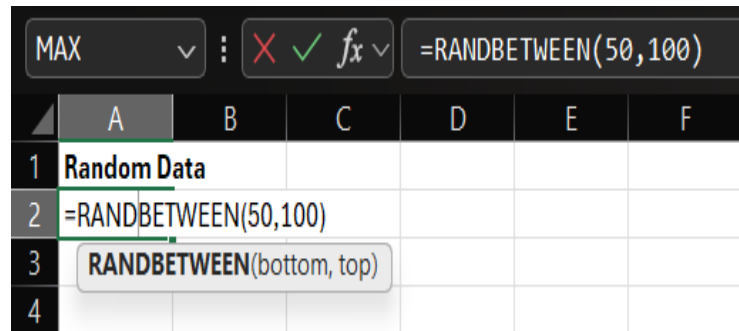 MAX fx =RANDBETWEEN(50,100)
A B C D E F
1 Random Data
2 =RANDBETWEEN(50,100)
3 RANDBETWEEN(bottom, top)
4